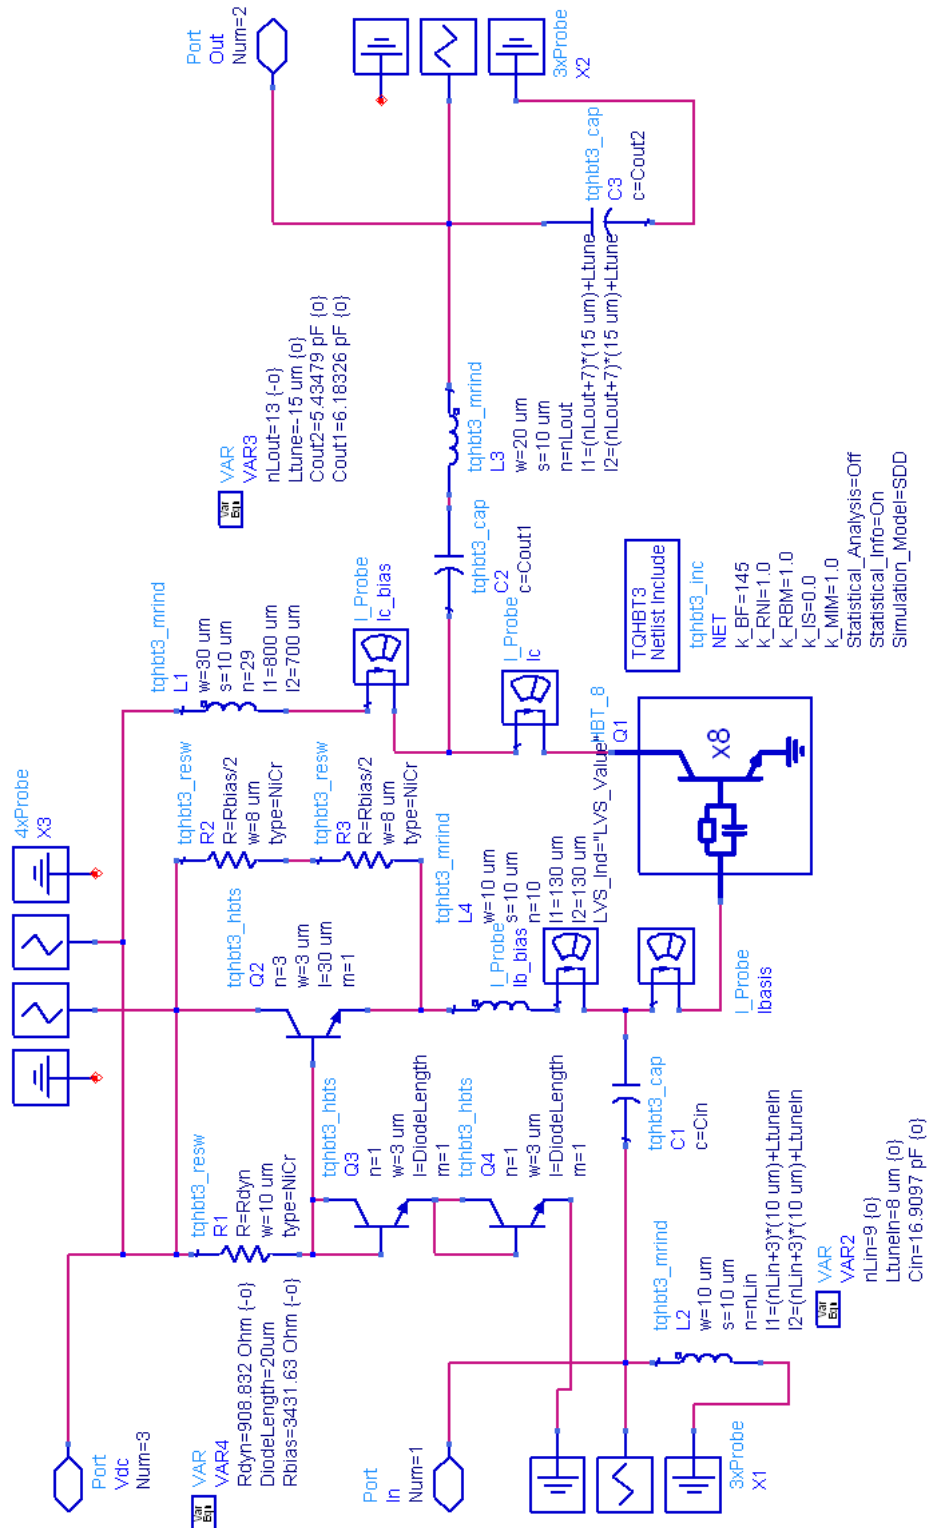 Port
Vdc
Num=3
VAR
VAR4
Rdyn=908.832 Ohm {-o}
DiodeLength=20um
Rbias=3431.63 Ohm {-o}
Var
Eqn
Port
In
Num=1
3xProbe
X1
tqhbt3_resw
R1
R=Rdyn
w=10 um
type=NiCr
tqhbt3_hbts
Q3
n=1
w=3 um
l=DiodeLength
m=1
tqhbt3_hbts
Q4
n=1
w=3 um
l=DiodeLength
m=1
tqhbt3_mrind
L2
w=10 um
s=10 um
n=nLin
l1=(nLin+3)*(10 um)+LtuneIn
l2=(nLin+3)*(10 um)+LtuneIn
Var
Eqn
VAR
VAR2
nLin=9 {o}
LtuneIn=8 um {o}
Cin=16.9097 pF {o}
tqhbt3_cap
C1
c=Cin
4xProbe
X3
tqhbt3_hbts
Q2
n=3
w=3 um
l=30 um
m=1
tqhbt3_resw
R2
R=Rbias/2
w=8 um
type=NiCr
tqhbt3_resw
R3
R=Rbias/2
w=8 um
type=NiCr
tqhbt3_mrind
L4
w=10 um
s=10 um
n=10
l1=130 um
l2=130 um
LVS_Ind="LVS_Value"
I_Probe
Ib_bias
I_Probe
Ibasis
tqhbt3_mrind
L1
w=30 um
s=10 um
n=29
l1=800 um
l2=700 um
I_Probe
Ic_bias
I_Probe
Ic
HBT_8
Q1
x8
tqhbt3_cap
C2
c=Cout1
TQHBT3
Netlist Include
tqhbt3_inc
NET
k_BF=145
k_RNI=1.0
k_RBM=1.0
k_IS=0.0
k_MIM=1.0
Statistical_Analysis=Off
Statistical_Info=On
Simulation_Model=SDD
Var
Eqn
VAR
VAR3
nLout=13 {-o}
Ltune=-15 um {o}
Cout2=5.43479 pF {o}
Cout1=6.18326 pF {o}
tqhbt3_mrind
L3
w=20 um
s=10 um
n=nLout
l1=(nLout+7)*(15 um)+Ltune
l2=(nLout+7)*(15 um)+Ltune
tqhbt3_cap
C3
c=Cout2
Port
Out
Num=2
3xProbe
X2